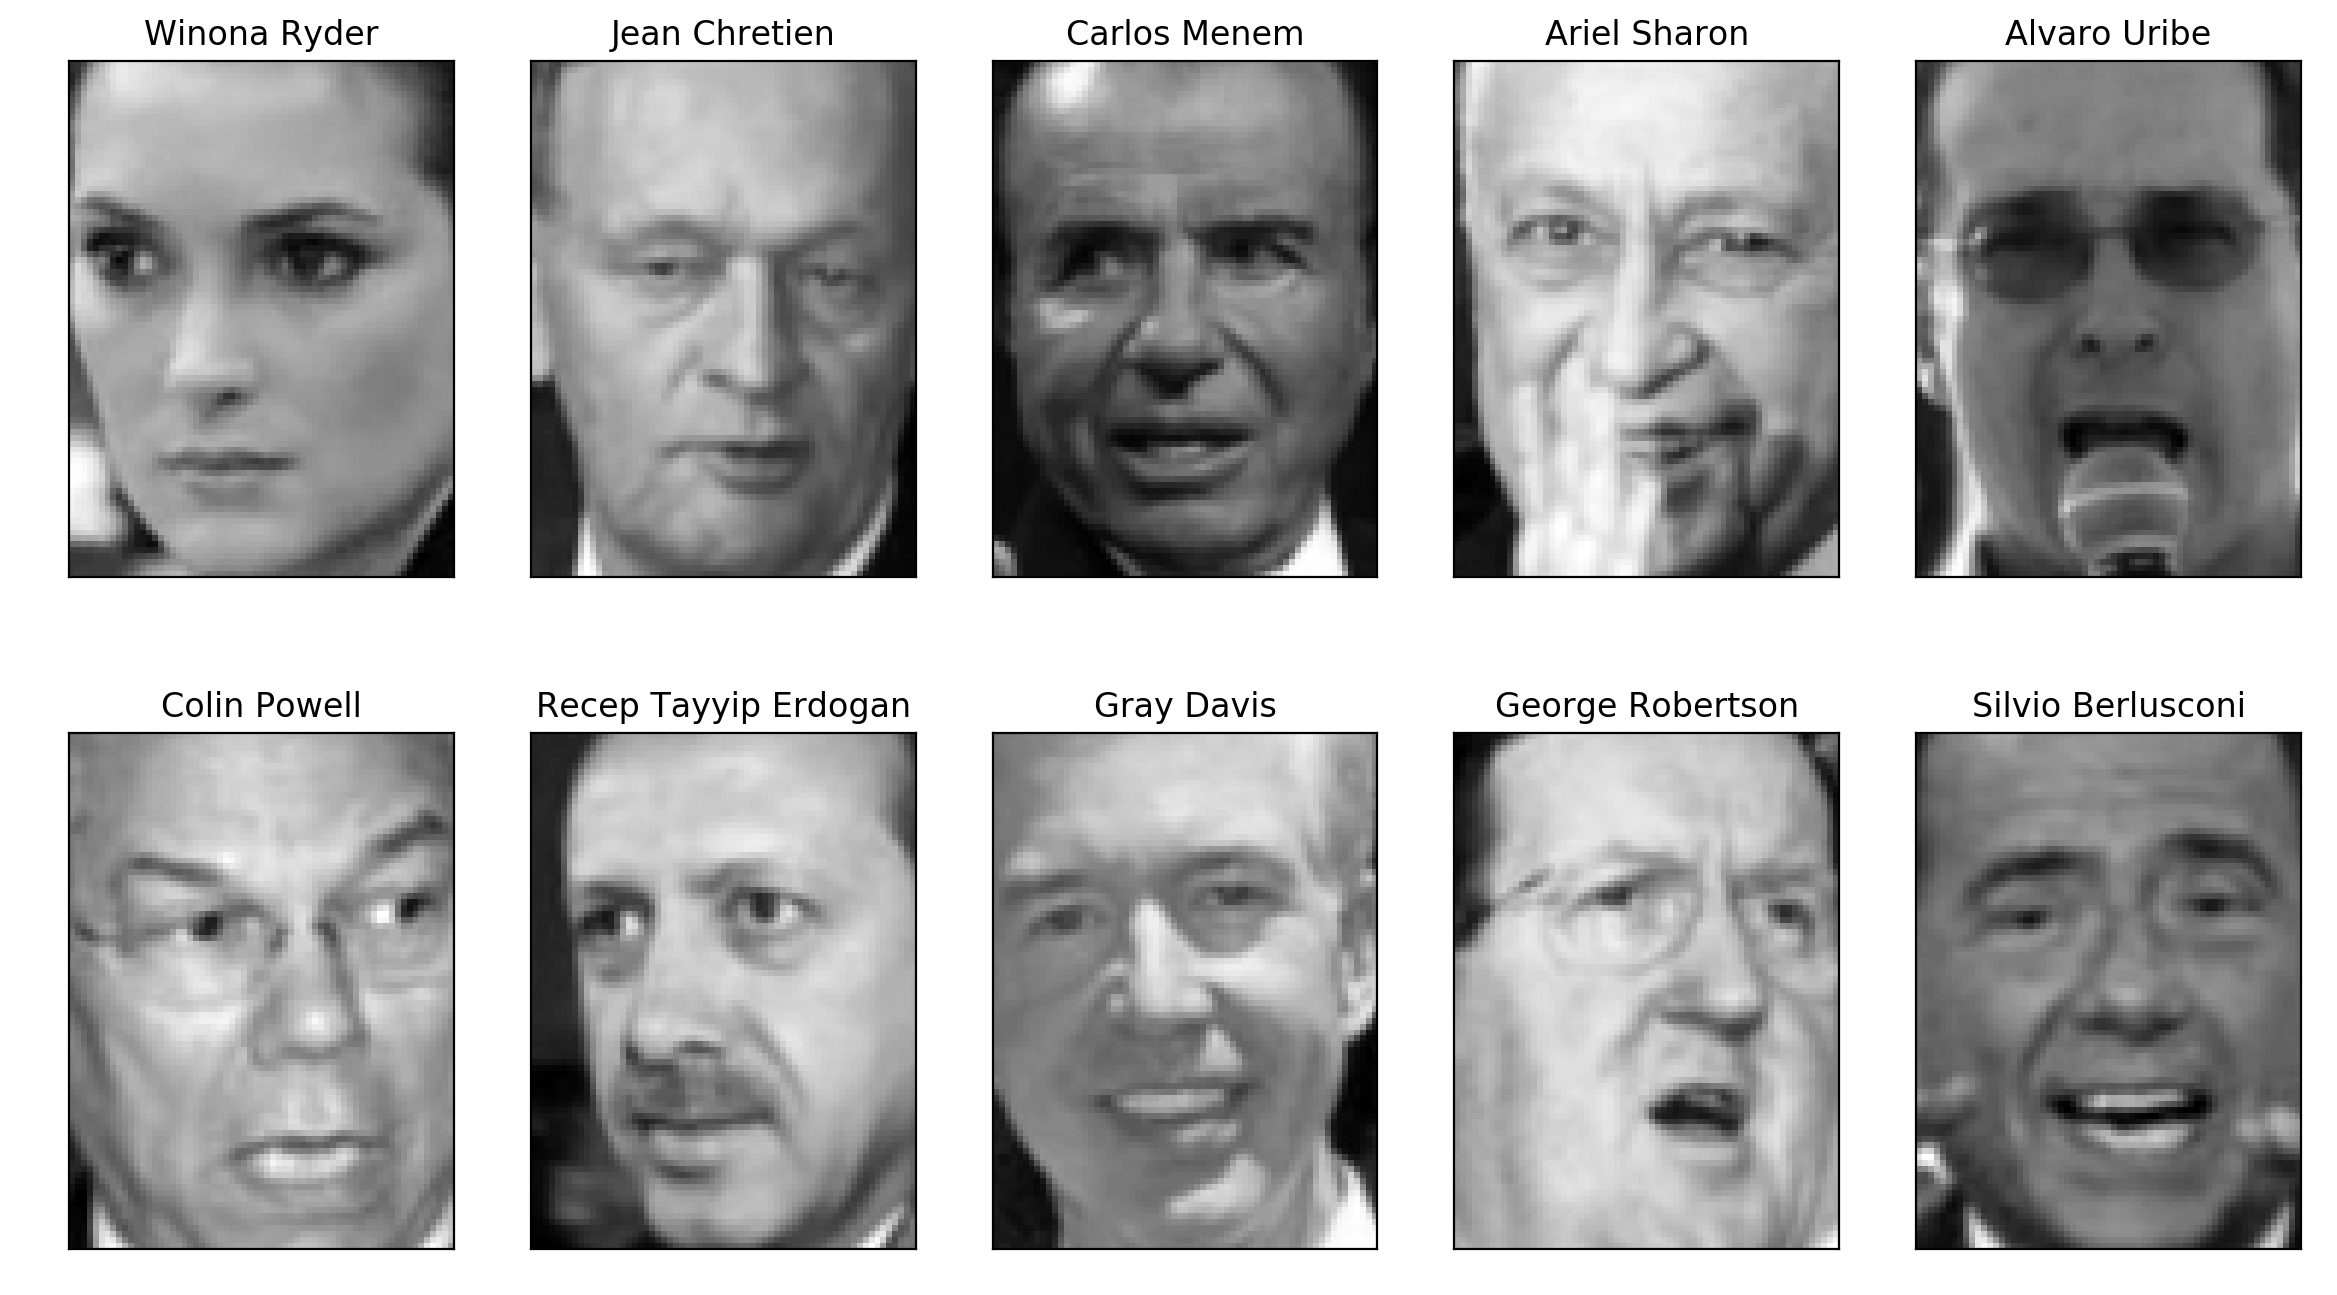 Winona Ryder
Jean Chretien
Carlos Menem
Ariel Sharon
Alvaro Uribe
Colin Powell
Recep Tayyip Erdogan
Gray Davis
George Robertson
Silvio Berlusconi